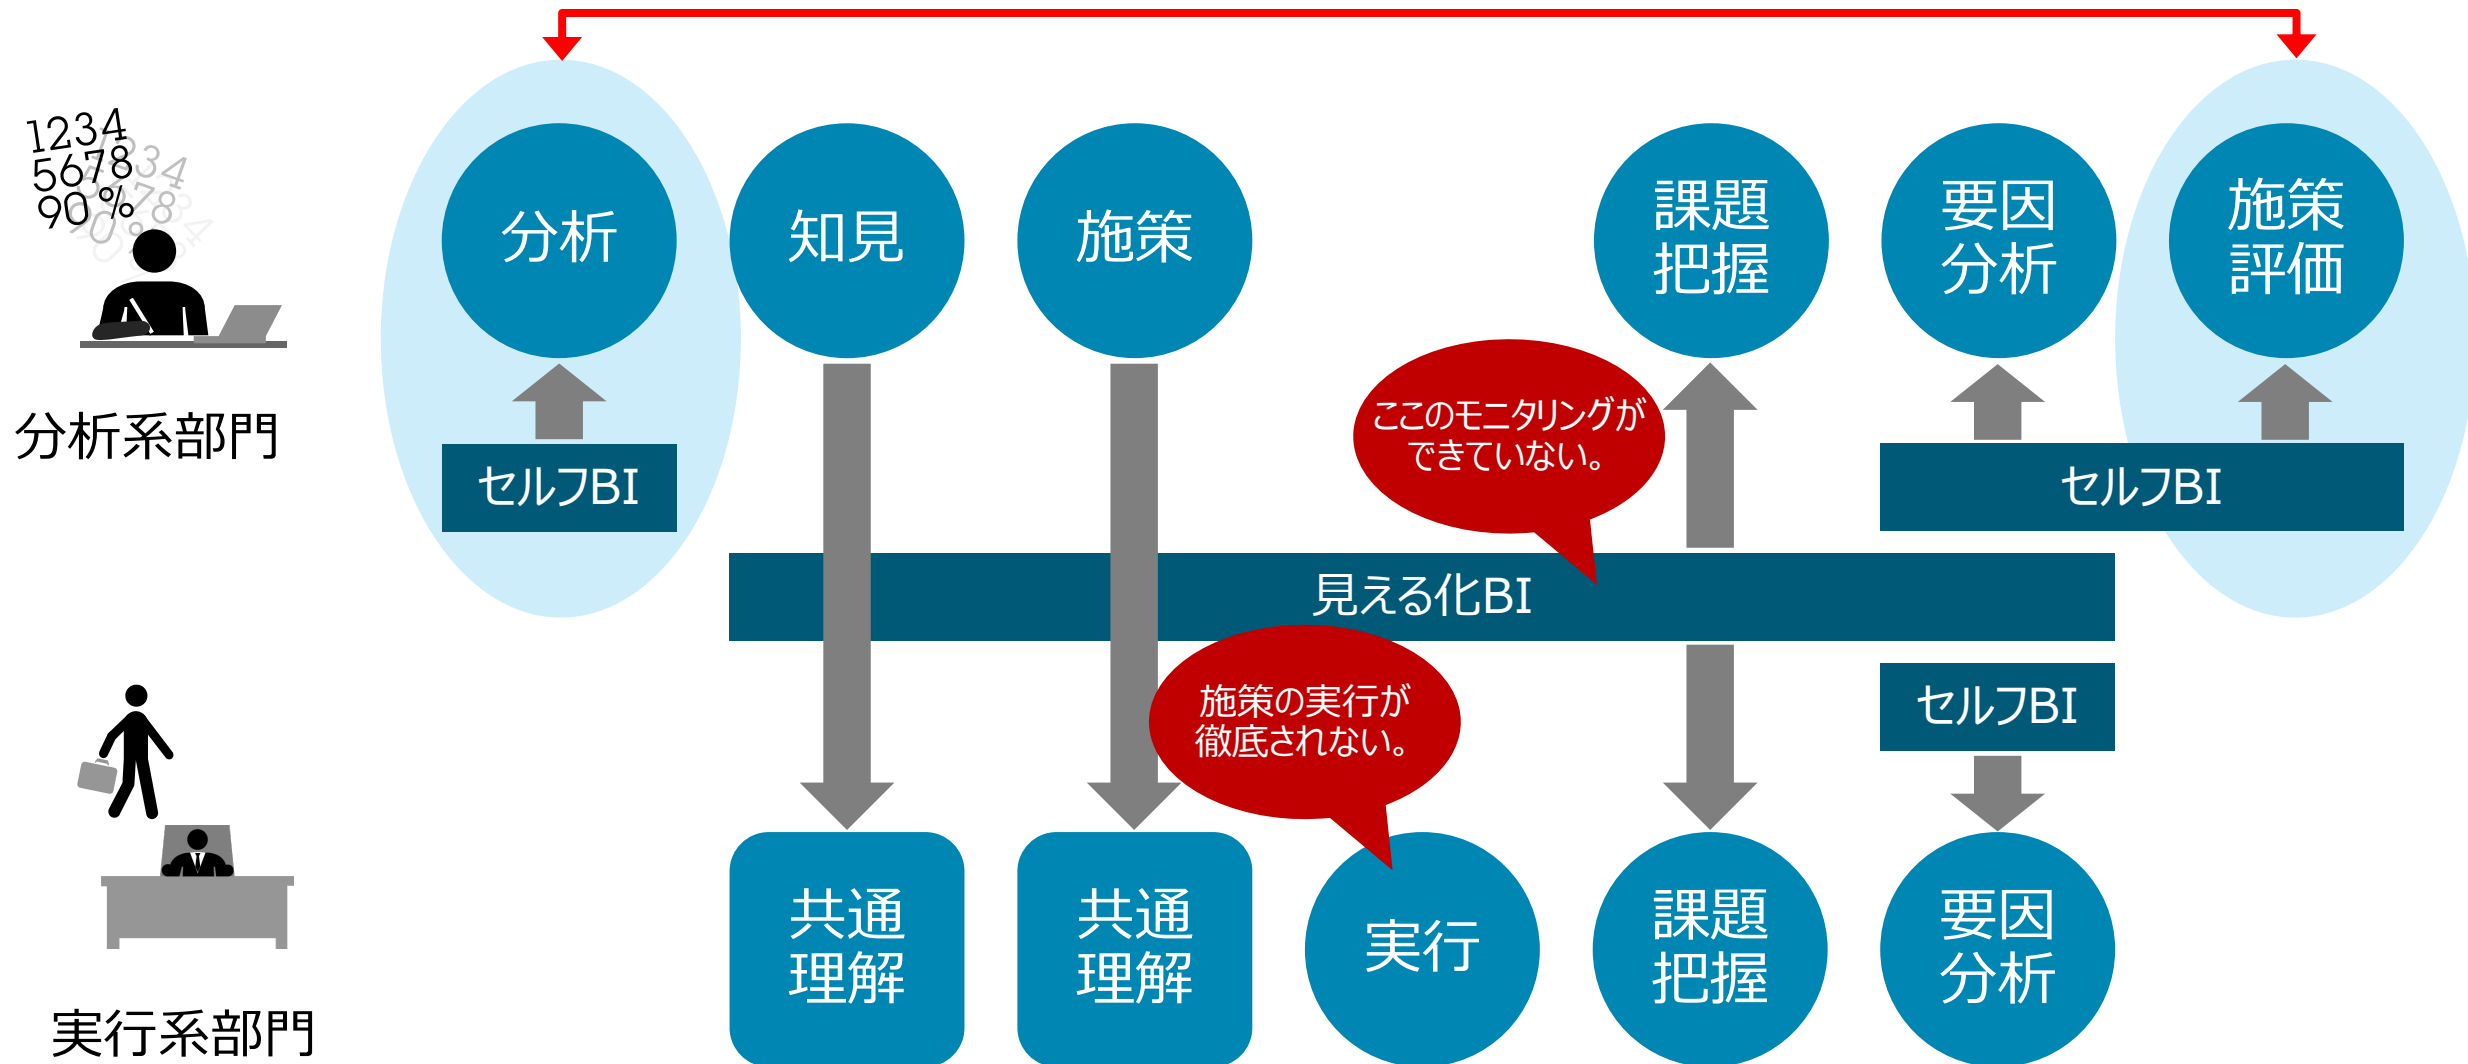 1234
5678
90%
分析系部門
分析
知見
施策
課題
把握
要因
分析
施策
評価
ここのモニタリングが
できていない。
セルフBI
セルフBI
見える化BI
施策の実行が
徹底されない。
セルフBI
共通
理解
共通
理解
実行
課題
把握
要因
分析
実行系部門